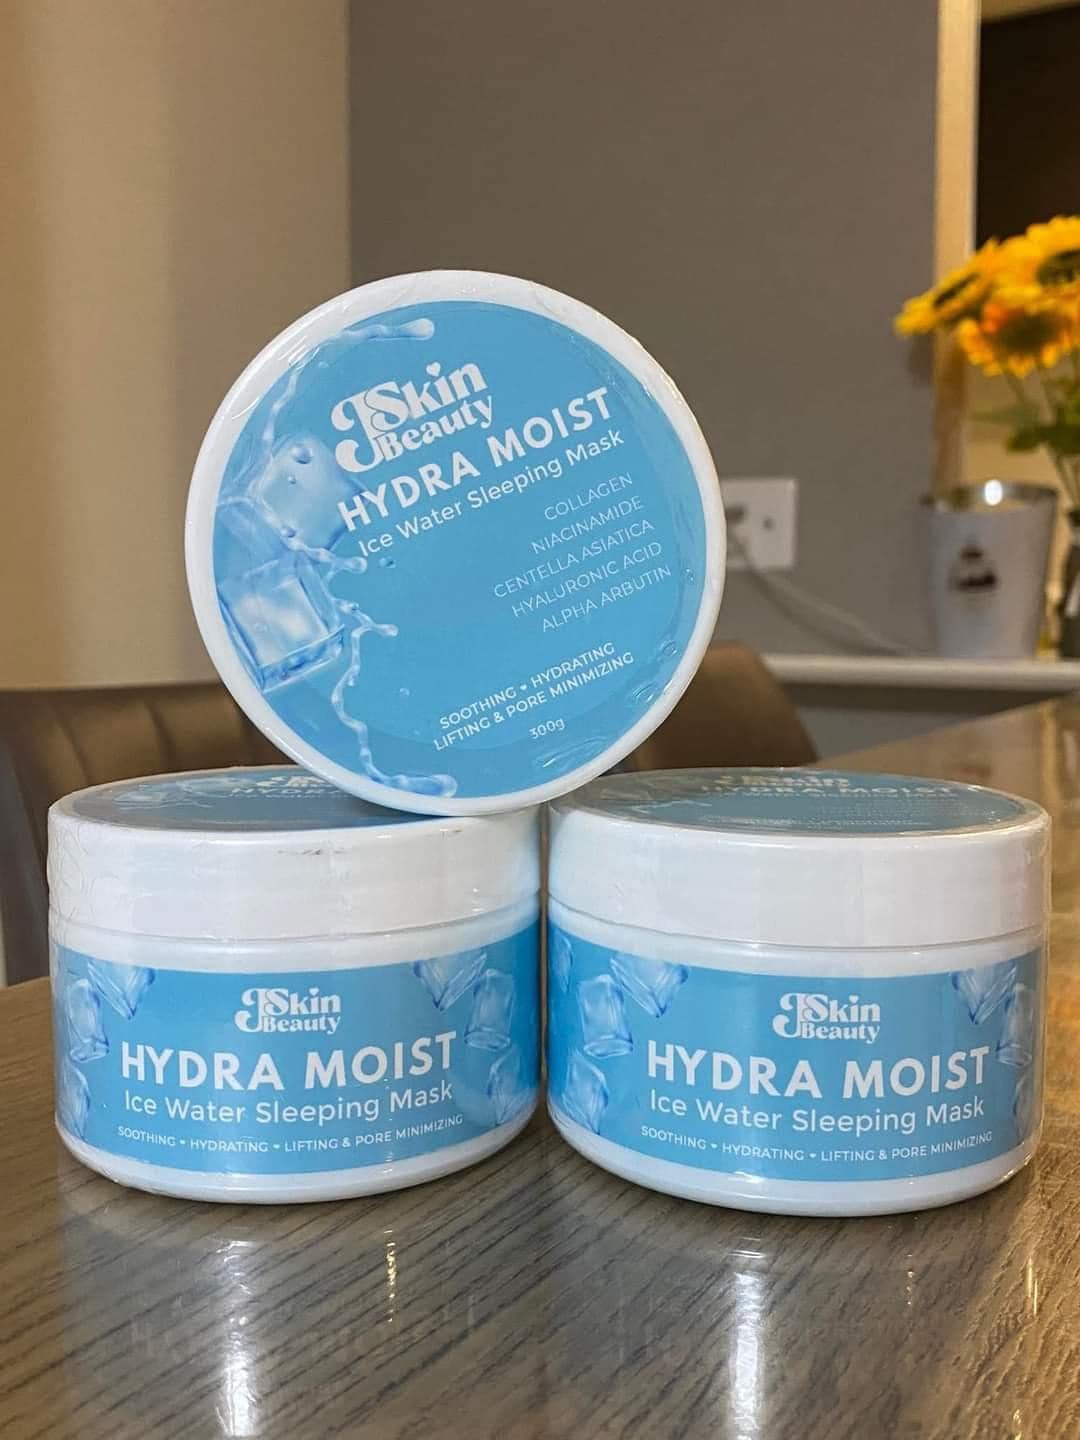 JSkin
Beauty
HYDRA MOIST
Ice Water Sleeping Mask
COLLAGEN
NIACINAMIDE
CENTELLA ASIATICA
HYALURONIC ACID
ALPHA ARBUTIN
SOOTHING • HYDRATING
LIFTING & PORE MINIMIZING
300g
HYDRA MOIST
JSkin
Beauty
HYDRA MOIST
Ice Water Sleeping Mask
SOOTHING • HYDRATING • LIFTING & PORE MINIMIZING
JSkin
Beauty
HYDRA MOIST
Ice Water Sleeping Mask
SOOTHING • HYDRATING • LIFTING & PORE MINIMIZING